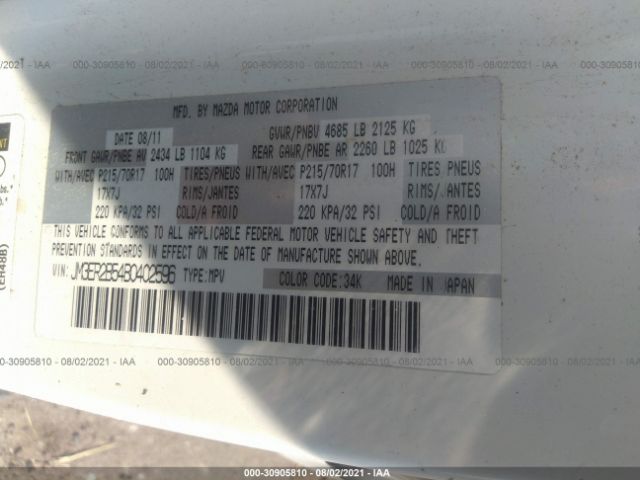 08/02/2021 - IAA 000-30905810 - 08/02/2021 - IAA 000-30905810 - 08/02/2021 - IAA
MFD. BY MAZDA MOTOR CORPORATION
DATE 08/11 GVWR/PNBV 4685 LB 2125 KG
FRONT GAWR/PNBE AV 2434 LB 1104 KG REAR GAWR/PNBE AR 2260 LB 1025 KG
WITH/AVEC P215/70R17 100H TIRES/PNEUS WITH/AVEC P215/70R17 100H TIRES PNEUS
17X7J RIMS/JANTES 17X7J RIMS/JANTES
220 KPA/32 PSI COLD/A FROID 220 KPA/32 PSI COLD/A FROID
THIS VEHICLE CONFORMS TO ALL APPLICABLE FEDERAL MOTOR VEHICLE SAFETY AND THEFT
PREVENTION STANDARDS IN EFFECT ON THE DATE OF MANUFACTURE SHOWN ABOVE.
VIN: JM3ER2B54B0402596 TYPE: MPV COLOR CODE: 34K MADE IN JAPAN
(EH48B)
08/02/2021 - IAA 000-30905810 - 08/02/2021 - IAA 000-30905810 - 08/02/2021 - IAA
000-30905810 - 08/02/2021 - IAA